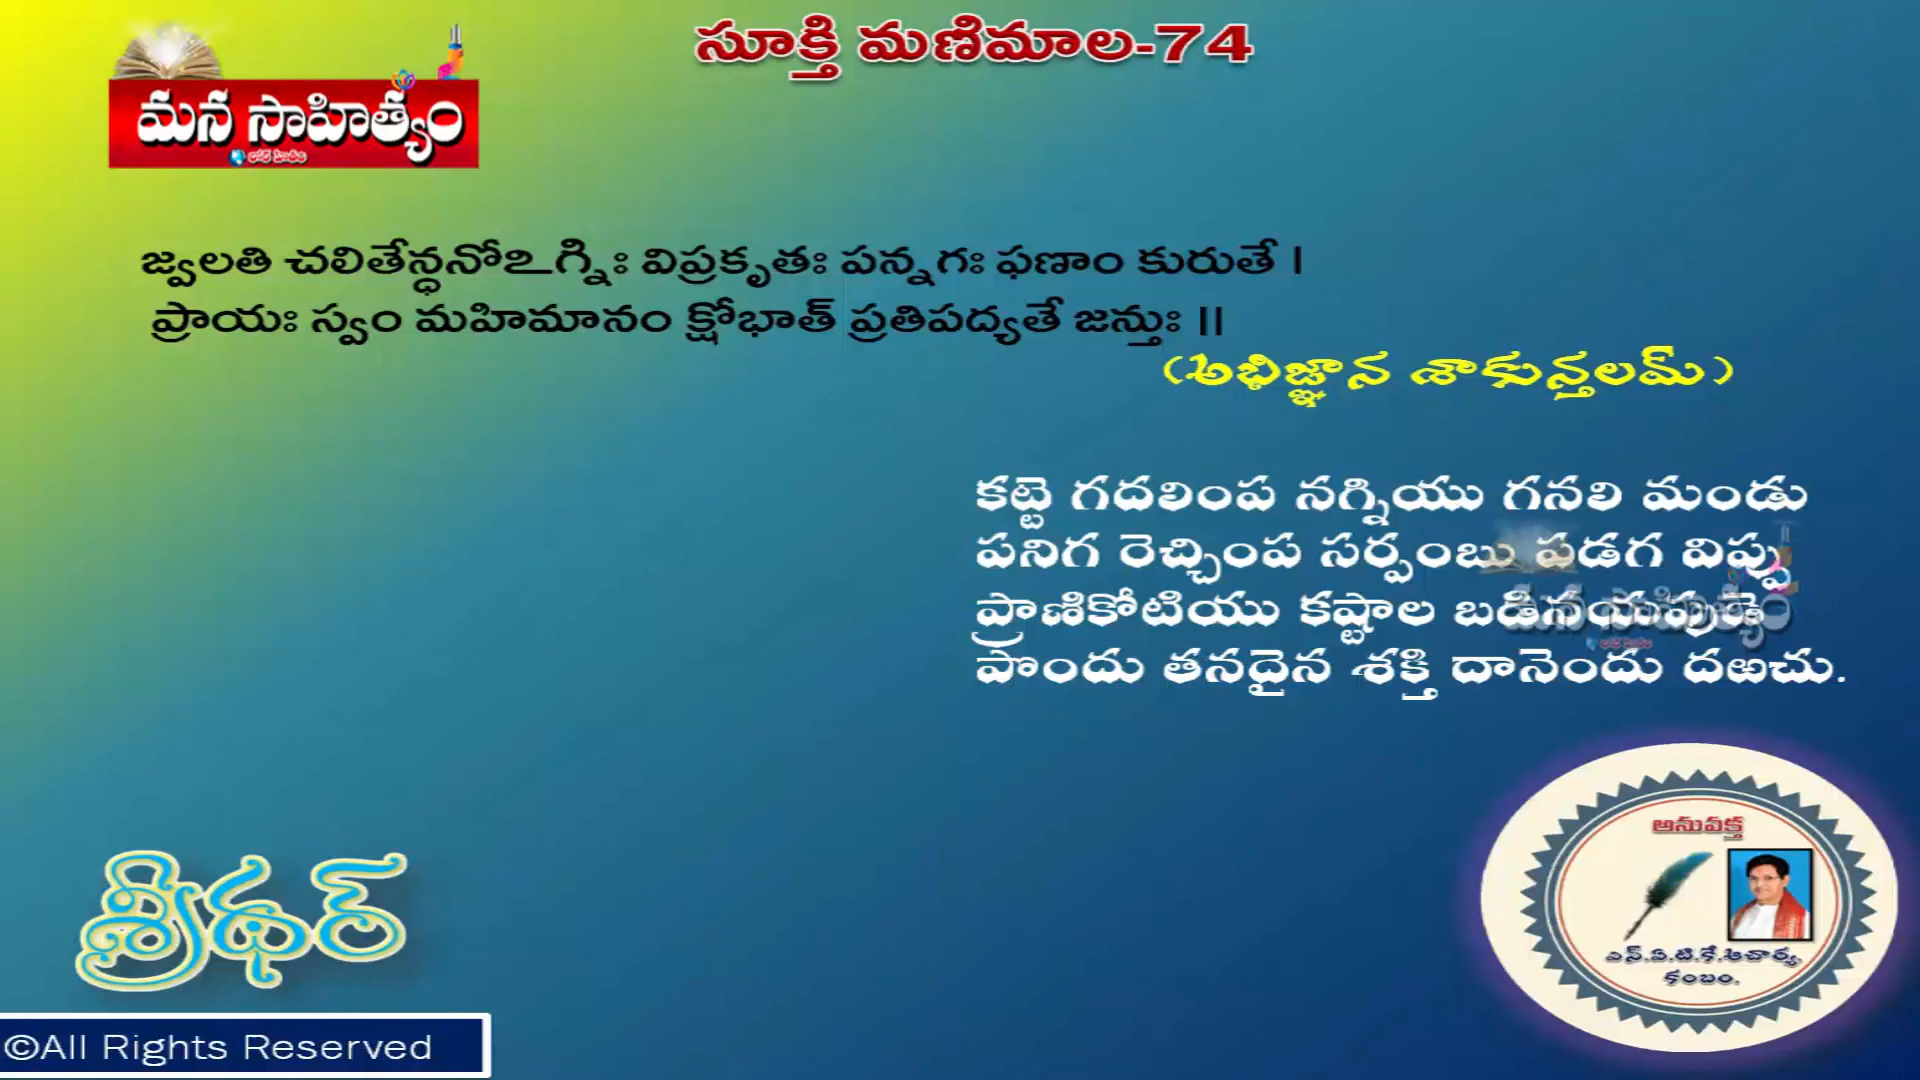 సూక్తి మణిమాల-74
మన సాహిత్యం
జ్వలతి చలితేన్ధనోఽగ్నిః విప్రకృతః పన్నగః ఫణాం కురుతే |
ప్రాయః స్వం మహిమానం క్షోభాత్ ప్రతిపద్యతే జన్తుః ||
(అభిజ్ఞాన శాకున్తలమ్)
కట్టె గదలింప నగ్నియు గనలి మండు
పనిగ రెచ్చింప సర్పంబు పడగ విప్పు
ప్రాణికోటియు కష్టాల బడినయపుడె
పొందు తనదైన శక్తి దానెందు దఱచు.
మన సాహిత్యం
అనువక్త
ఎస్.ఏ.టి.కే.ఆచార్య,
కంబం.
శ్రీధర్
©All Rights Reserved